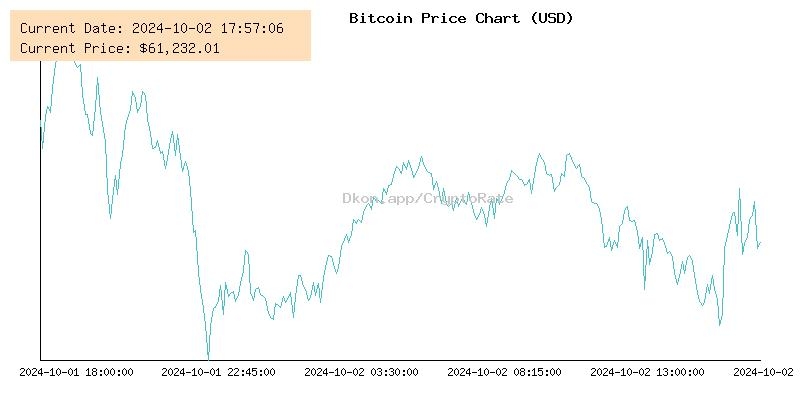 Bitcoin Price Chart (USD)
Current Date: 2024-10-02 17:57:06
Current Price: $61,232.01
Dkon.app/CryptoRate
2024-10-01 18:00:00 2024-10-01 22:45:00 2024-10-02 03:30:00 2024-10-02 08:15:00 2024-10-02 13:00:00 2024-10-02